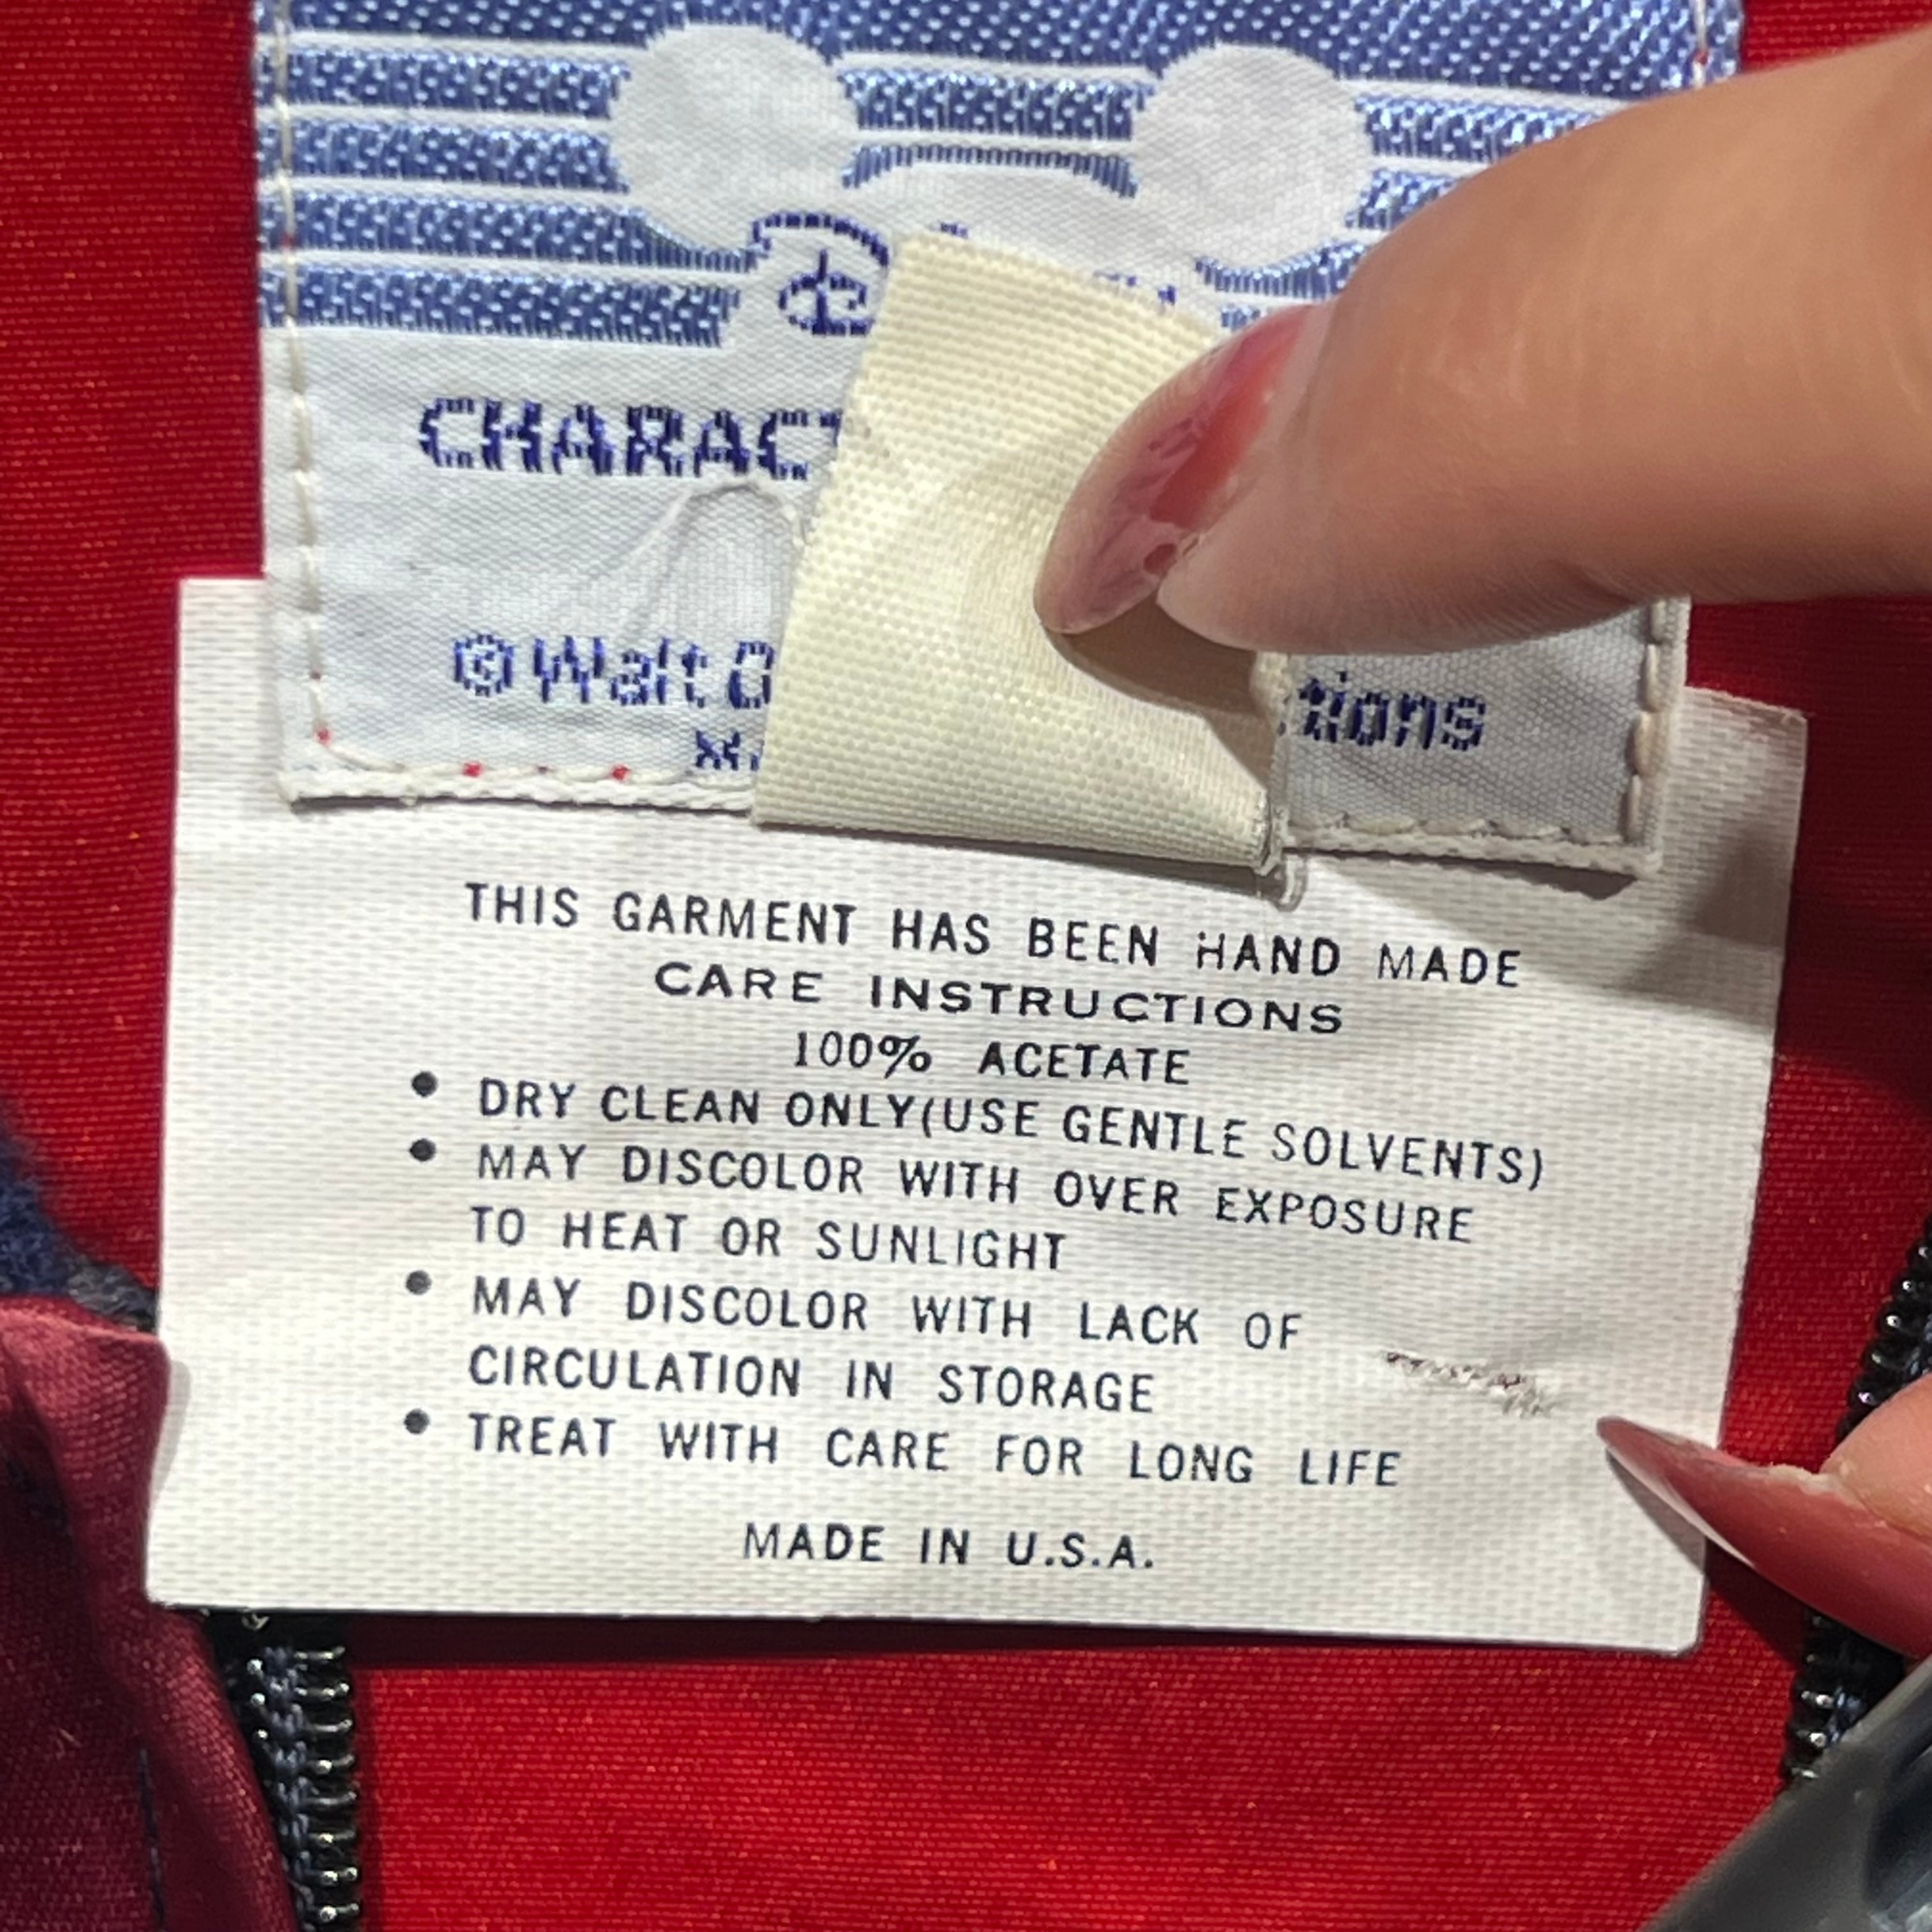 CHARACT
© Walt D tions
THIS GARMENT HAS BEEN HAND MADE
CARE INSTRUCTIONS
100% ACETATE
• DRY CLEAN ONLY(USE GENTLE SOLVENTS)
• MAY DISCOLOR WITH OVER EXPOSURE
TO HEAT OR SUNLIGHT
• MAY DISCOLOR WITH LACK OF
CIRCULATION IN STORAGE
• TREAT WITH CARE FOR LONG LIFE
MADE IN U.S.A.